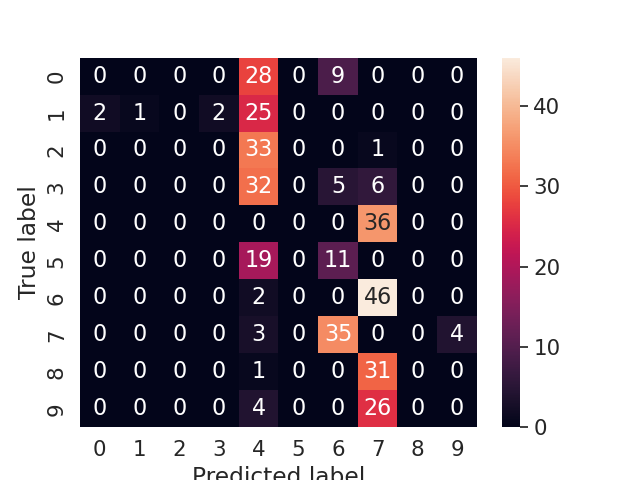 0 0 0 0 0 28 0 9 0 0 0
1 2 1 0 2 25 0 0 0 0 0
2 0 0 0 0 33 0 0 1 0 0
3 0 0 0 0 32 0 5 6 0 0
4 0 0 0 0 0 0 0 36 0 0
5 0 0 0 0 19 0 11 0 0 0
6 0 0 0 0 2 0 0 46 0 0
7 0 0 0 0 3 0 35 0 0 4
8 0 0 0 0 1 0 0 31 0 0
9 0 0 0 0 4 0 0 26 0 0
0 1 2 3 4 5 6 7 8 9
Predicted label
True label
40
30
20
10
0